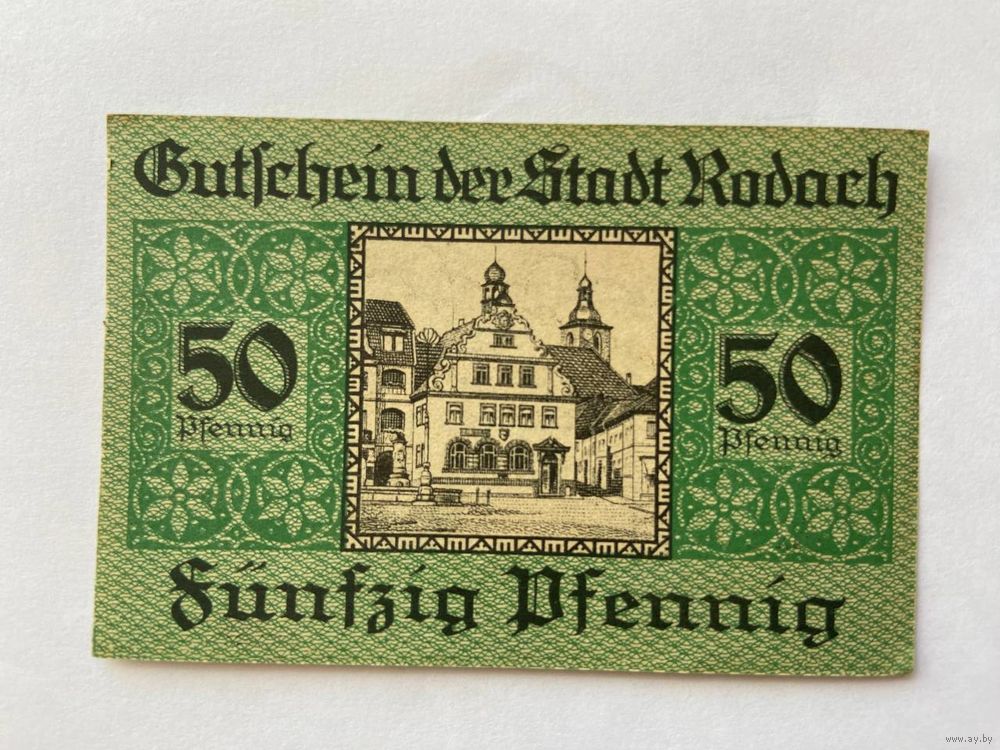 Gutschein der Stadt Rodach
50
Pfennig
50
Pfennig
Fünfzig Pfennig
www.ay.by